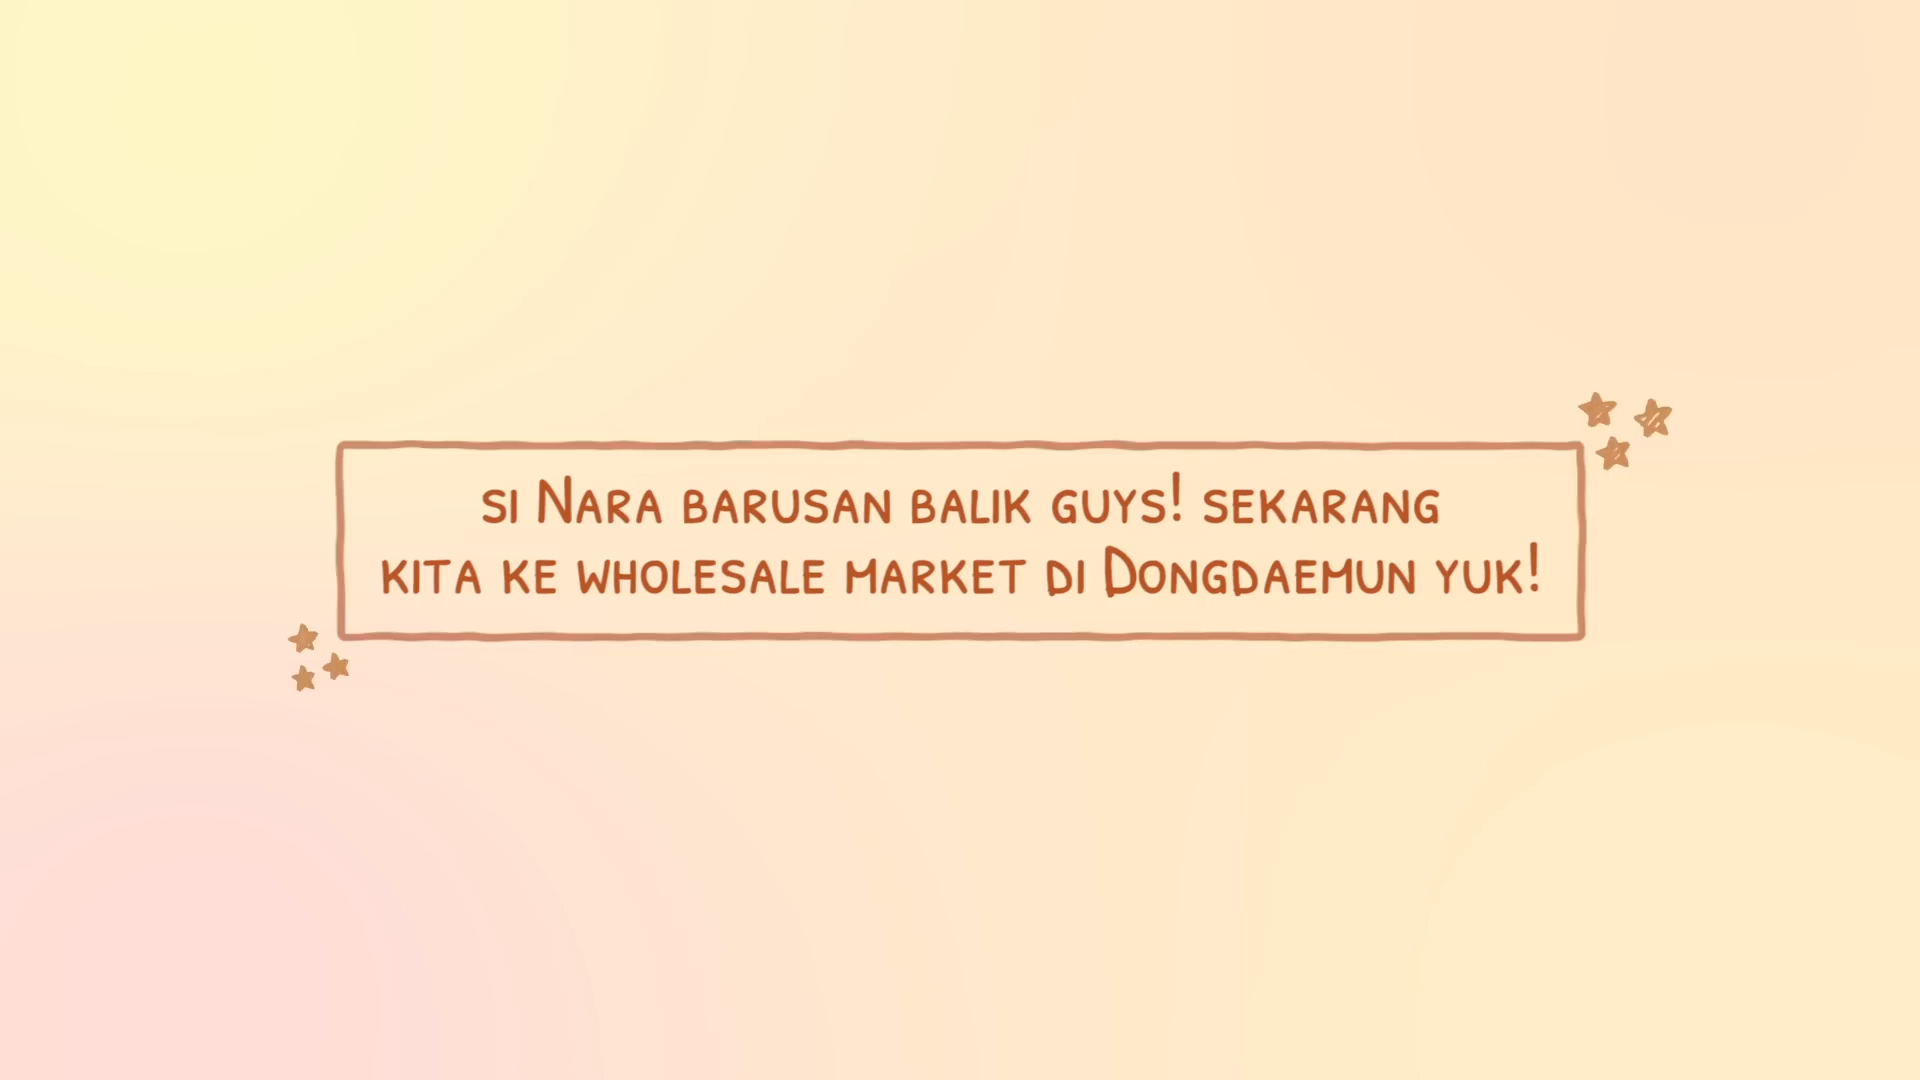 si Nara barusan balik guys! sekarang
kita ke wholesale market di Dongdaemun yuk!